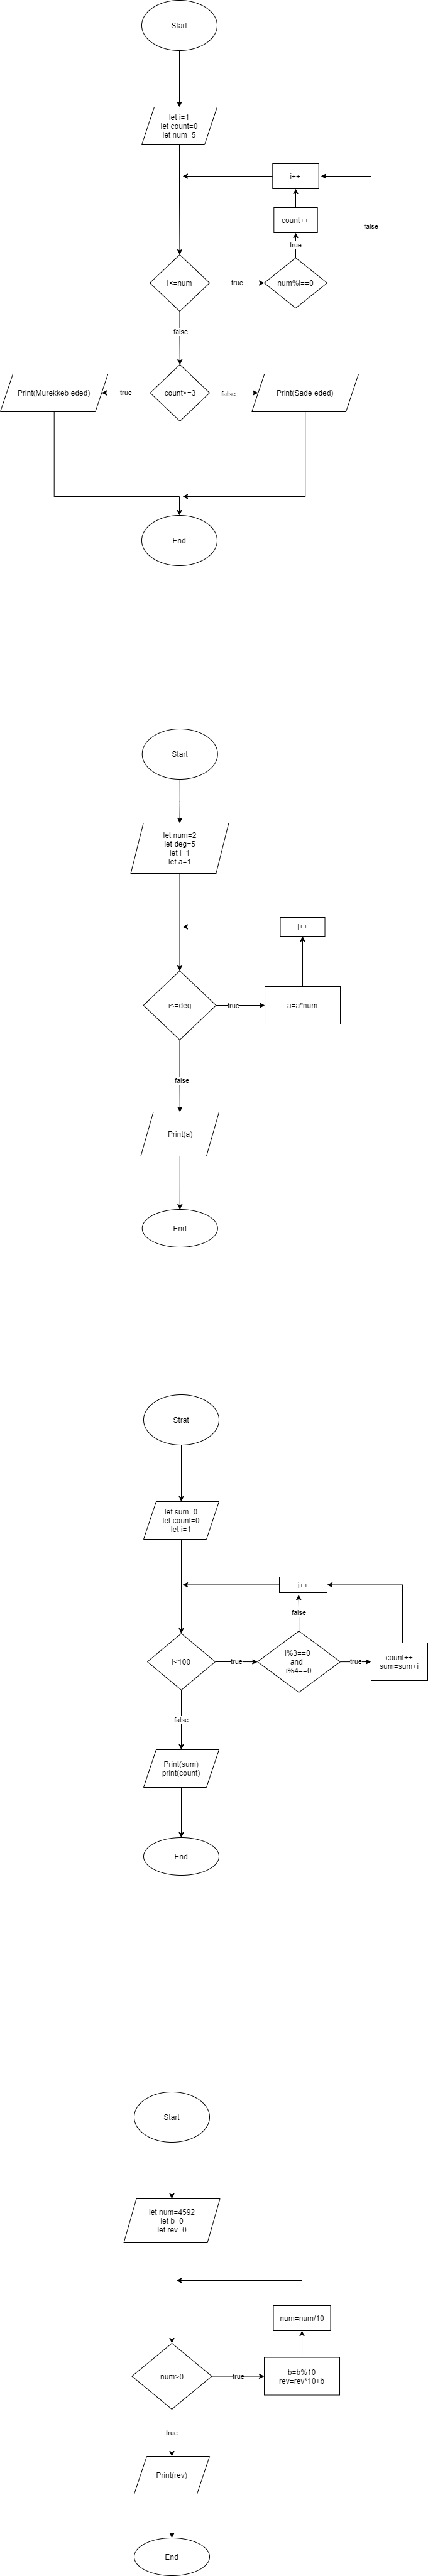 Start
let i=1
let count=0
let num=5
i++
count++
false
true
i<=num
true
num%i==0
false
Print(Murekkeb eded)
true
count>=3
false
Print(Sade eded)
End
Start
let num=2
let deg=5
let i=1
let a=1
i++
i<=deg
true
a=a*num
false
Print(a)
End
Strat
let sum=0
let count=0
let i=1
i++
false
i<100
true
i%3==0
and
i%4==0
true
count++
sum=sum+i
false
Print(sum)
print(count)
End
Start
let num=4592
let b=0
let rev=0
num=num/10
num>0
true
b=b%10
rev=rev*10+b
true
Print(rev)
End